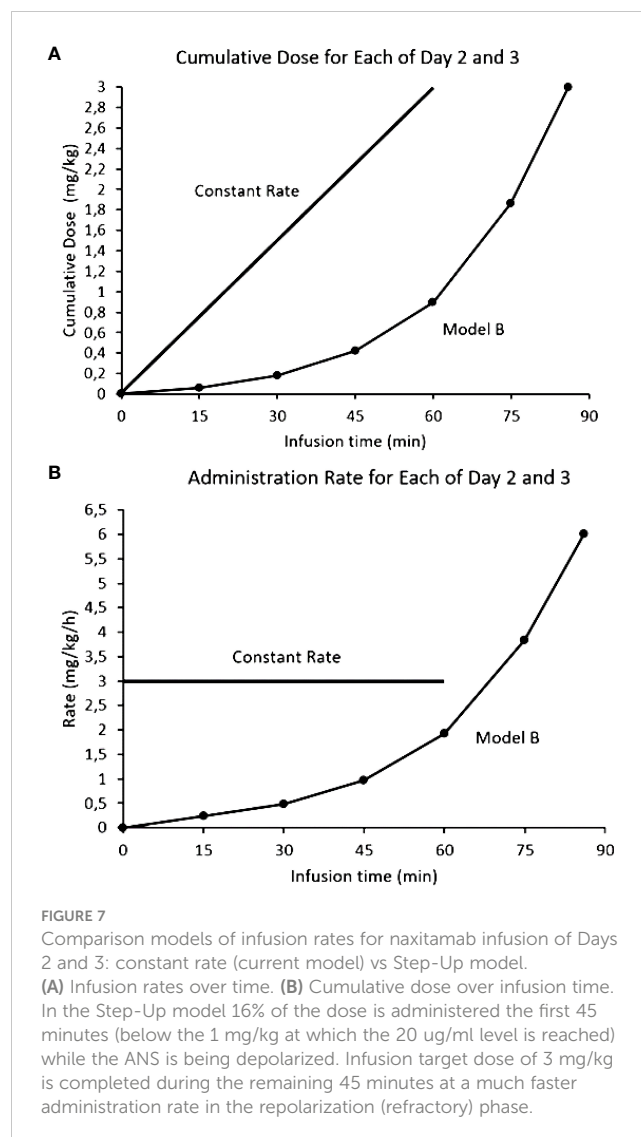 A
Cumulative Dose for Each of Day 2 and 3
3
2,8
2,6
2,4
2,2
2
1,8
1,6
1,4
1,2
1
0,8
0,6
0,4
0,2
0
Cumulative Dose (mg/kg)
Constant Rate
Model B
0 15 30 45 60 75 90
Infusion time (min)
B
Administration Rate for Each of Day 2 and 3
6,5
6
5,5
5
4,5
4
3,5
3
2,5
2
1,5
1
0,5
0
Rate (mg/kg/h)
Constant Rate
Model B
0 15 30 45 60 75 90
Infusion time (min)
FIGURE 7
Comparison models of infusion rates for naxitamab infusion of Days
2 and 3: constant rate (current model) vs Step-Up model.
(A) Infusion rates over time. (B) Cumulative dose over infusion time.
In the Step-Up model 16% of the dose is administered the first 45
minutes (below the 1 mg/kg at which the 20 ug/ml level is reached)
while the ANS is being depolarized. Infusion target dose of 3 mg/kg
is completed during the remaining 45 minutes at a much faster
administration rate in the repolarization (refractory) phase.